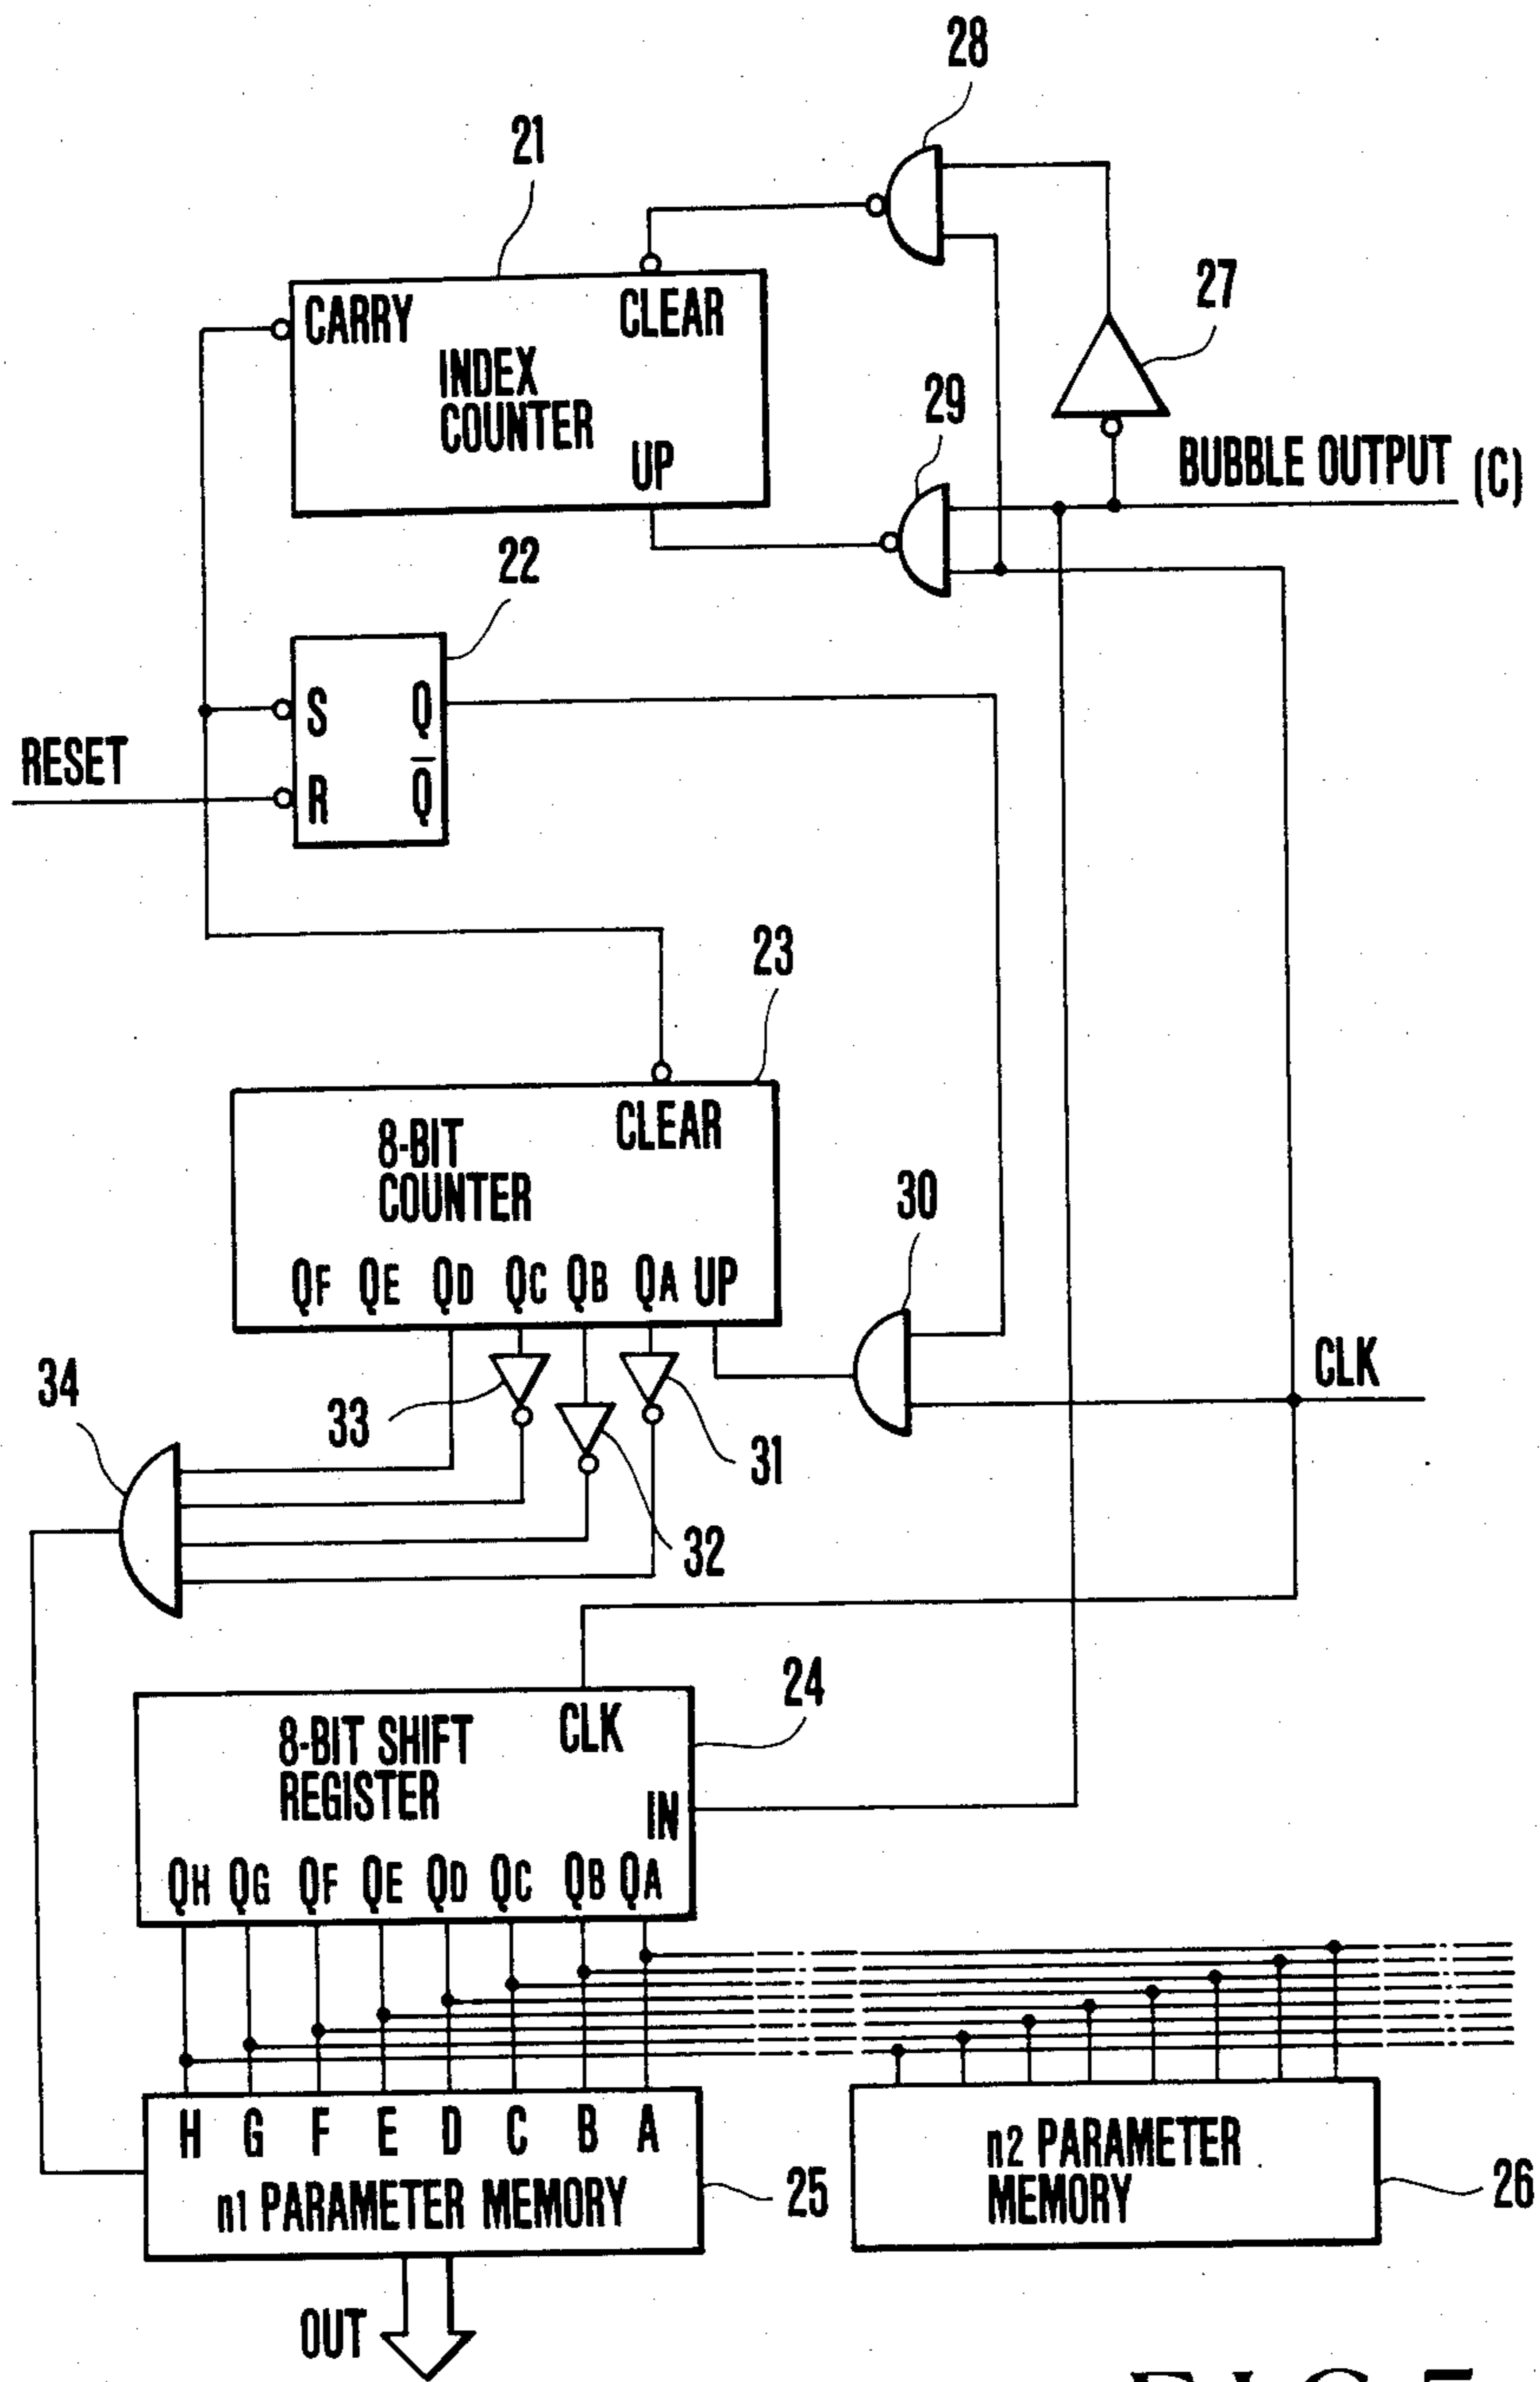 28
21
27
CARRY CLEAR
INDEX
COUNTER
UP
29
BUBBLE OUTPUT (C)
22
S Q
RESET
R Q̅
23
CLEAR
8-BIT
COUNTER
30
QF QE QD QC QB QA UP
CLK
34
33
31
32
24
8-BIT SHIFT
REGISTER
CLK
IN
QH QG QF QE QD QC QB QA
H G F E D C B A
n1 PARAMETER MEMORY
25
n2 PARAMETER
MEMORY
26
OUT